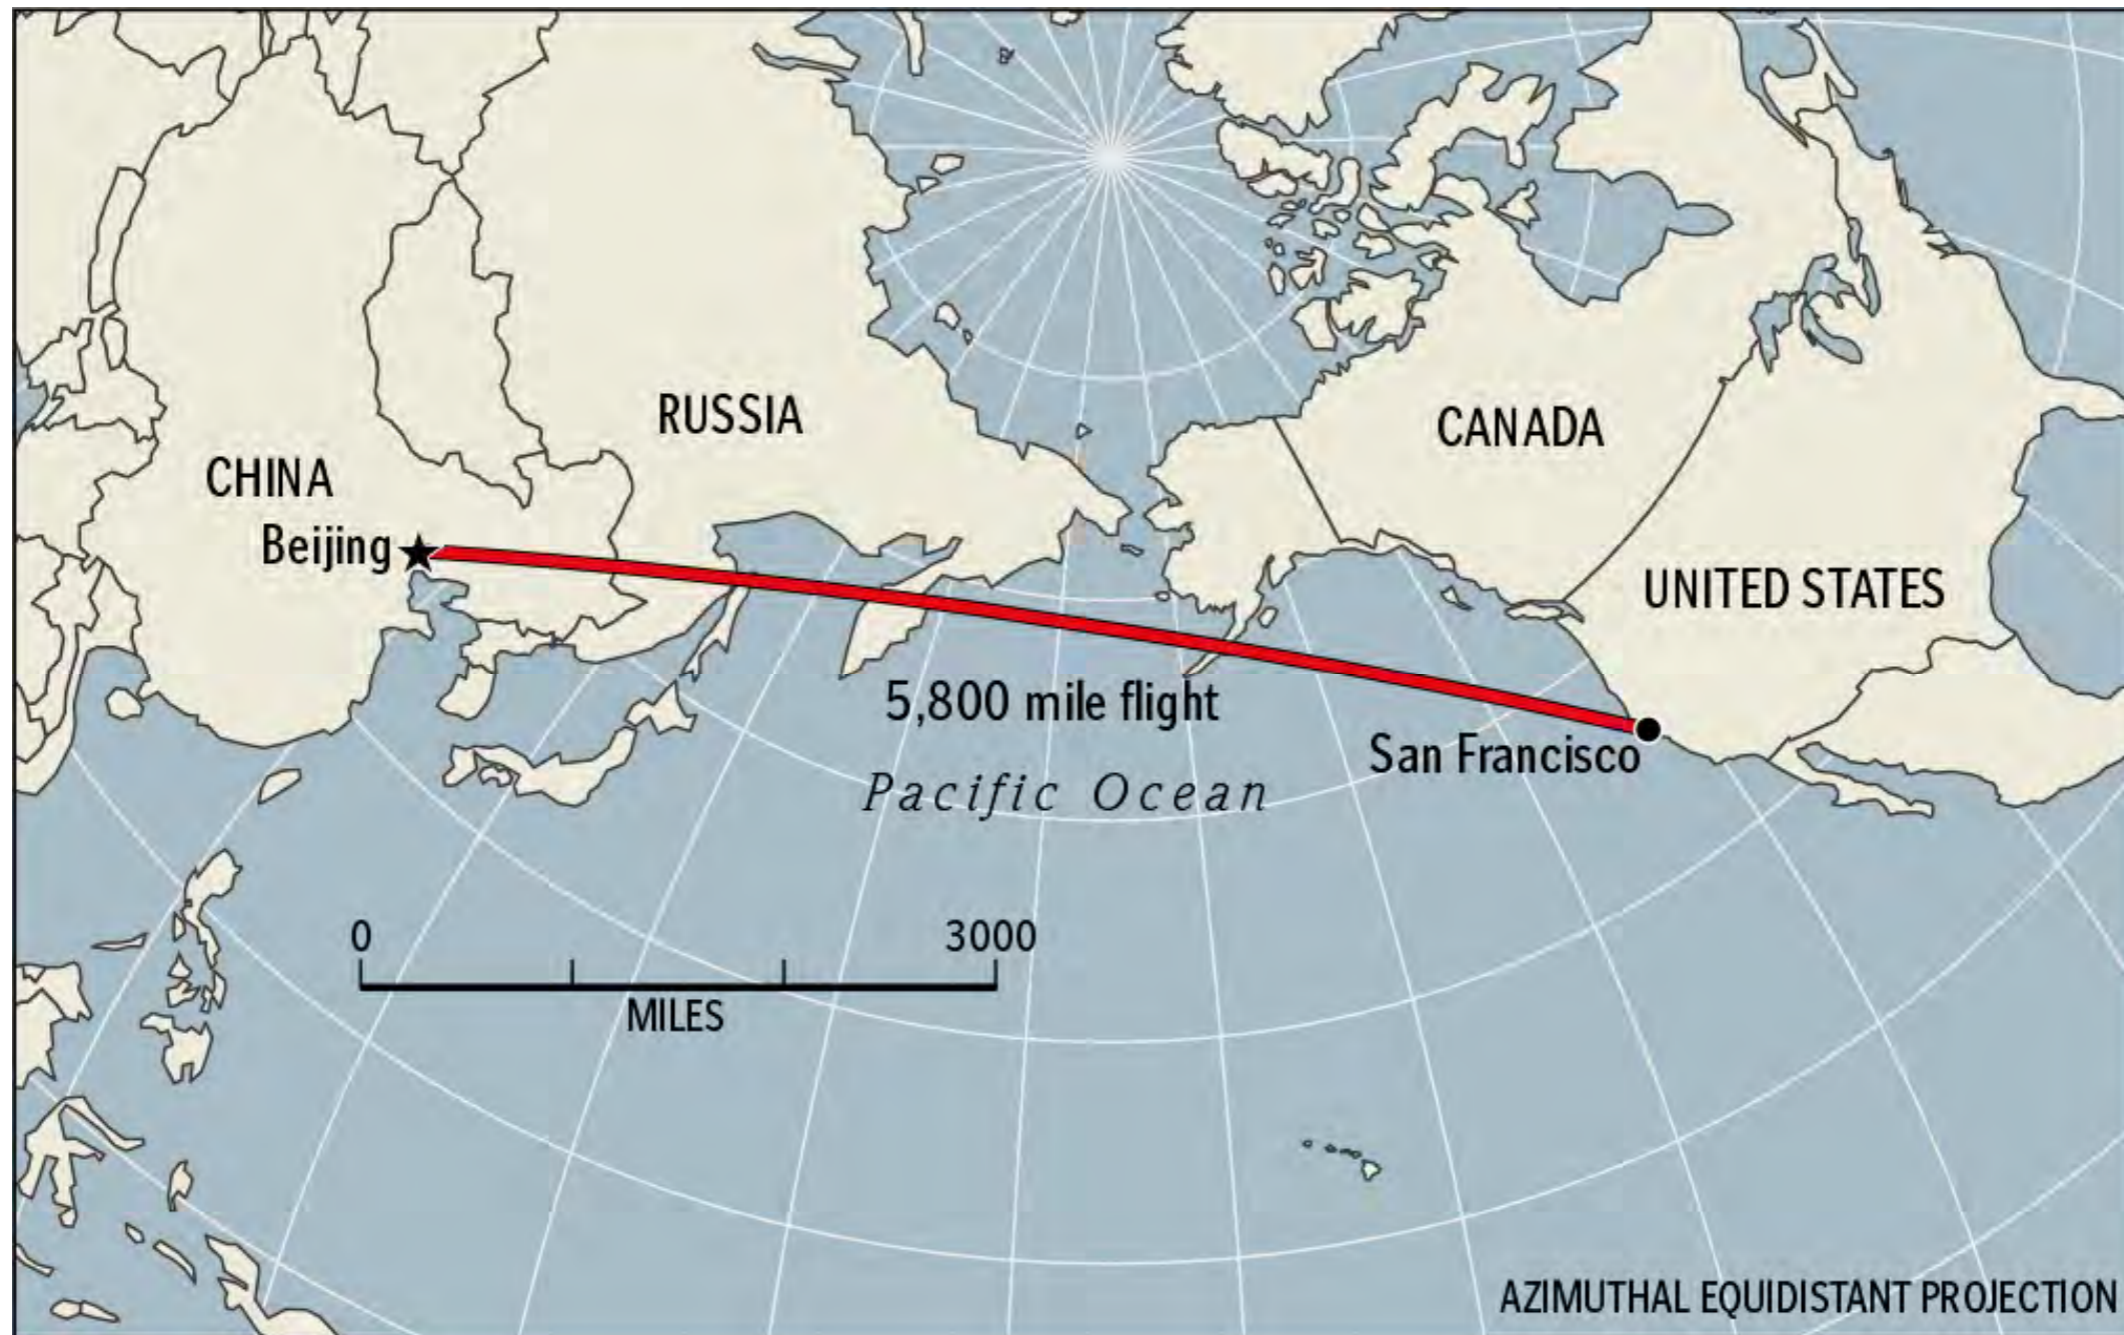 RUSSIA
CANADA
CHINA
Beijing
UNITED STATES
5,800 mile flight
San Francisco
Pacific Ocean
0 3000
MILES
AZIMUTHAL EQUIDISTANT PROJECTION